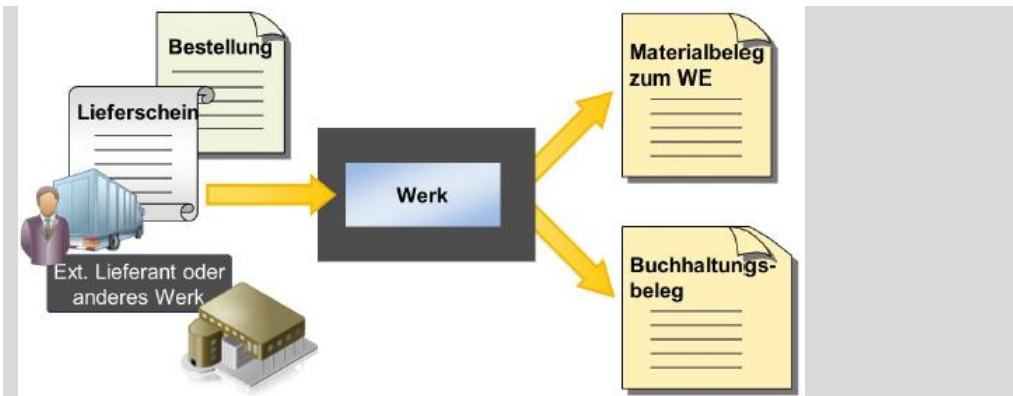 Bestellung
Lieferschein
Ext. Lieferant oder
anderes Werk
Werk
Materialbeleg
zum WE
Buchhaltungs-
beleg